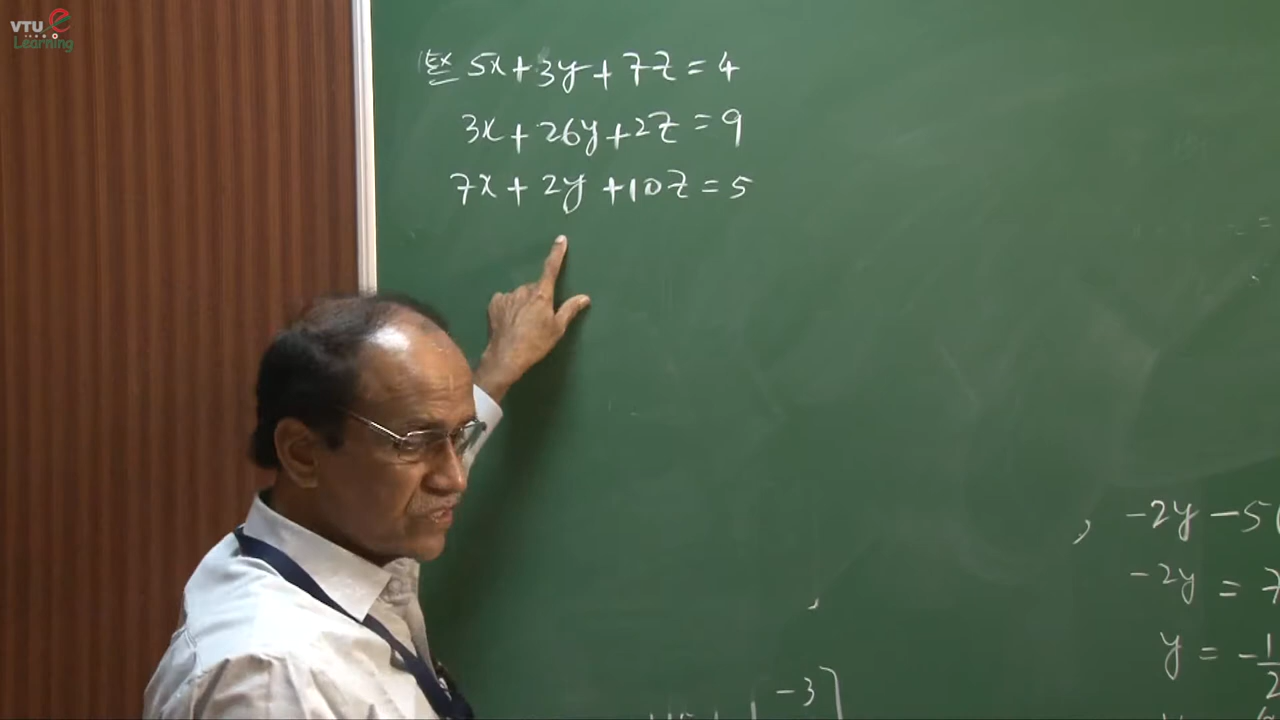 VTU e
Learning
Ex 5x+3y+7z=4
3x+26y+2z=9
7x+2y+10z=5
, -2y-5(
-2y = 7
y = -1/2
-3]